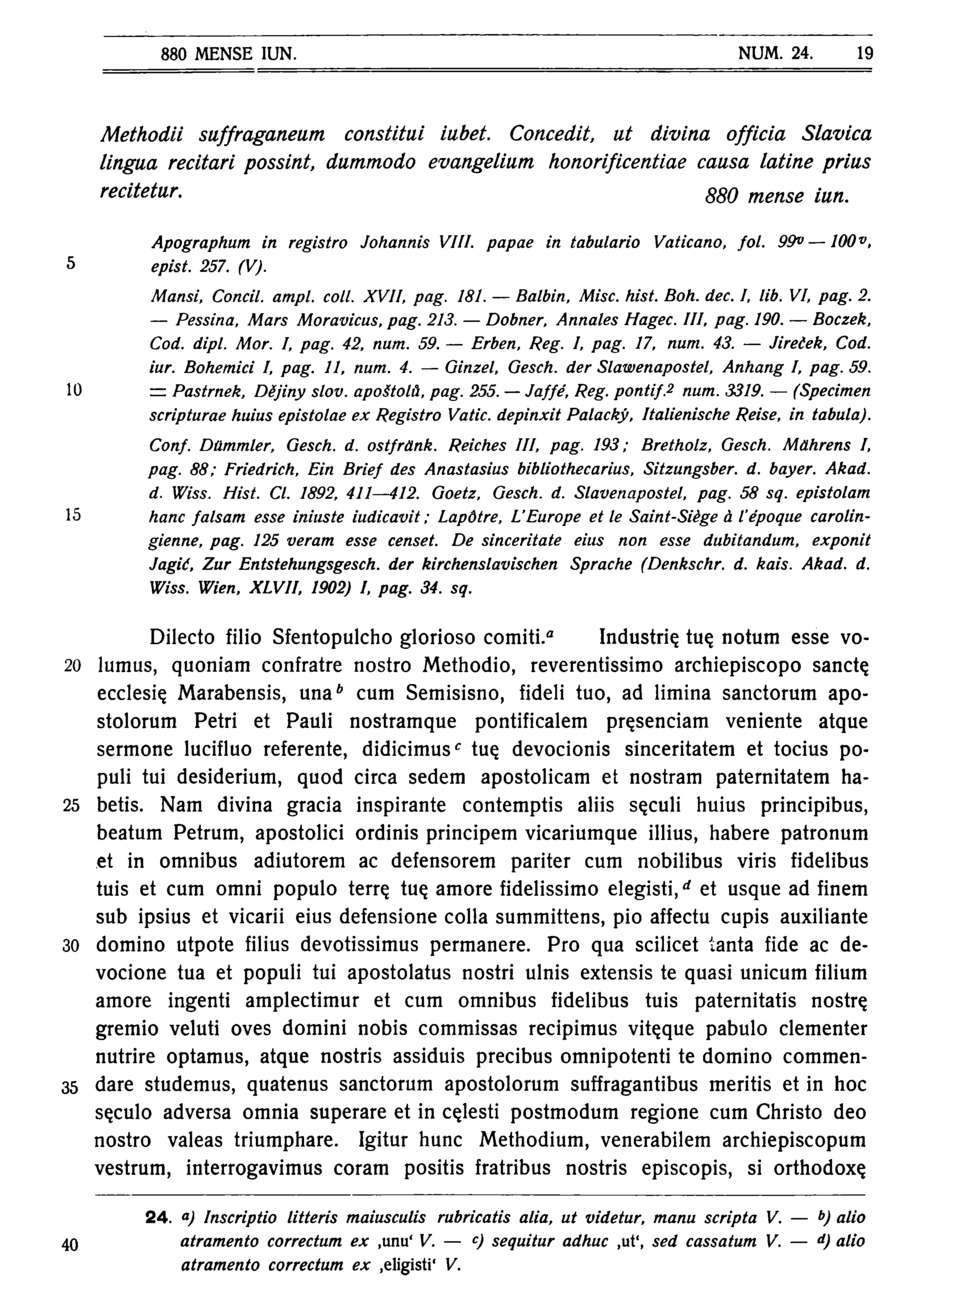 880 MENSE IUN. NUM. 24. 19
Methodii suffraganeum constitui iubet. Concedit, ut divina officia Slavica
lingua recitari possint, dummodo evangelium honorificentiae causa latine prius
recitetur. 880 mense iun.
Apographum in registro Johannis VIII. papae in tabulario Vaticano, fol. 99ᵛ — 100ᵛ,
5 epist. 257. (V).
Mansi, Concil. ampl. coll. XVII, pag. 181. — Balbin, Misc. hist. Boh. dec. I, lib. VI, pag. 2.
— Pessina, Mars Moravicus, pag. 213. — Dobner, Annales Hagec. III, pag. 190. — Boczek,
Cod. dipl. Mor. I, pag. 42, num. 59. — Erben, Reg. I, pag. 17, num. 43. — Jireček, Cod.
iur. Bohemici I, pag. 11, num. 4. — Ginzel, Gesch. der Slawenapostel, Anhang I, pag. 59.
10 = Pastrnek, Dějiny slov. apoštolů, pag. 255. — Jaffé, Reg. pontif.² num. 3319. — (Specimen
scripturae huius epistolae ex Registro Vatic. depinxit Palacký, Italienische Reise, in tabula).
Conf. Dümmler, Gesch. d. ostfränk. Reiches III, pag. 193; Bretholz, Gesch. Mährens I,
pag. 88; Friedrich, Ein Brief des Anastasius bibliothecarius, Sitzungsber. d. bayer. Akad.
d. Wiss. Hist. Cl. 1892, 411—412. Goetz, Gesch. d. Slavenapostel, pag. 58 sq. epistolam
15 hanc falsam esse iniuste iudicavit; Lapôtre, L'Europe et le Saint-Siège à l'époque carolin-
gienne, pag. 125 veram esse censet. De sinceritate eius non esse dubitandum, exponit
Jagić, Zur Entstehungsgesch. der kirchenslavischen Sprache (Denkschr. d. kais. Akad. d.
Wiss. Wien, XLVII, 1902) I, pag. 34. sq.
Dilecto filio Sfentopulcho glorioso comiti.ᵃ Industrię tuę notum esse vo-
20 lumus, quoniam confratre nostro Methodio, reverentissimo archiepiscopo sanctę
ecclesię Marabensis, unaᵇ cum Semisisno, fideli tuo, ad limina sanctorum apo-
stolorum Petri et Pauli nostramque pontificalem pręsenciam veniente atque
sermone lucifluo referente, didicimusᶜ tuę devocionis sinceritatem et tocius po-
puli tui desiderium, quod circa sedem apostolicam et nostram paternitatem ha-
25 betis. Nam divina gracia inspirante contemptis aliis sęculi huius principibus,
beatum Petrum, apostolici ordinis principem vicariumque illius, habere patronum
et in omnibus adiutorem ac defensorem pariter cum nobilibus viris fidelibus
tuis et cum omni populo terrę tuę amore fidelissimo elegisti,ᵈ et usque ad finem
sub ipsius et vicarii eius defensione colla summittens, pio affectu cupis auxiliante
30 domino utpote filius devotissimus permanere. Pro qua scilicet tanta fide ac de-
vocione tua et populi tui apostolatus nostri ulnis extensis te quasi unicum filium
amore ingenti amplectimur et cum omnibus fidelibus tuis paternitatis nostrę
gremio veluti oves domini nobis commissas recipimus vitęque pabulo clementer
nutrire optamus, atque nostris assiduis precibus omnipotenti te domino commen-
35 dare studemus, quatenus sanctorum apostolorum suffragantibus meritis et in hoc
sęculo adversa omnia superare et in cęlesti postmodum regione cum Christo deo
nostro valeas triumphare. Igitur hunc Methodium, venerabilem archiepiscopum
vestrum, interrogavimus coram positis fratribus nostris episcopis, si orthodoxę
24. ᵃ) Inscriptio litteris maiusculis rubricatis alia, ut videtur, manu scripta V. — ᵇ) alio
40 atramento correctum ex ‚unu‘ V. — ᶜ) sequitur adhuc ‚ut‘, sed cassatum V. — ᵈ) alio
atramento correctum ex ‚eligisti‘ V.